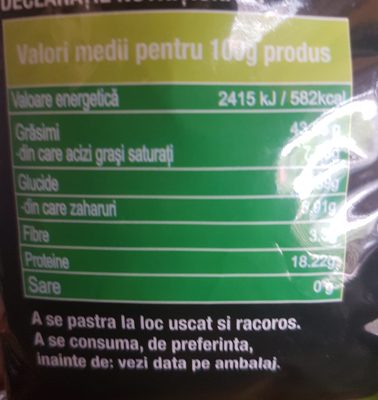 Valori medii pentru 100g produs
Valoare energetică 2415 kJ / 582kcal
Grăsimi
-din care acizi grași saturați
Glucide
-din care zaharuri
Fibre
Proteine 18.22g
Sare 0 g
A se pastra la loc uscat si racoros.
A se consuma, de preferinta,
inainte de: vezi data pe ambalaj.